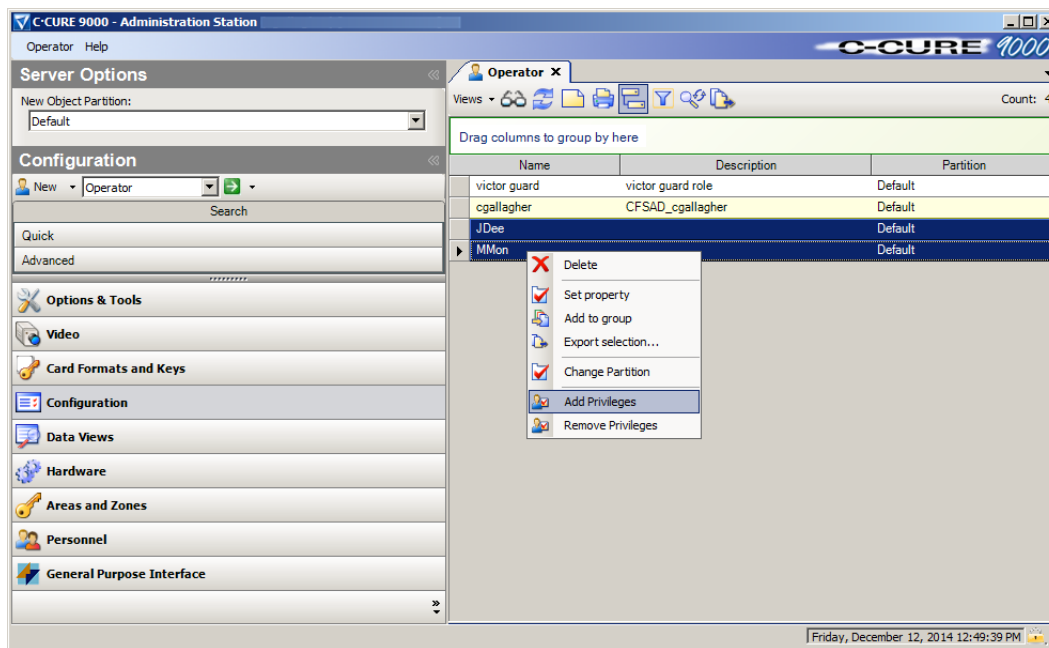 C•CURE 9000 - Administration Station
Operator Help
C-CURE 9000
Server Options
New Object Partition:
Default
Configuration
New Operator
Search
Quick
Advanced
Options & Tools
Video
Card Formats and Keys
Configuration
Data Views
Hardware
Areas and Zones
Personnel
General Purpose Interface
Operator X
Views Count: 4
Drag columns to group by here
Name Description Partition
victor guard victor guard role Default
cgallagher CFSAD_cgallagher Default
JDee Default
MMon Default
Delete
Set property
Add to group
Export selection...
Change Partition
Add Privileges
Remove Privileges
Friday, December 12, 2014 12:49:39 PM